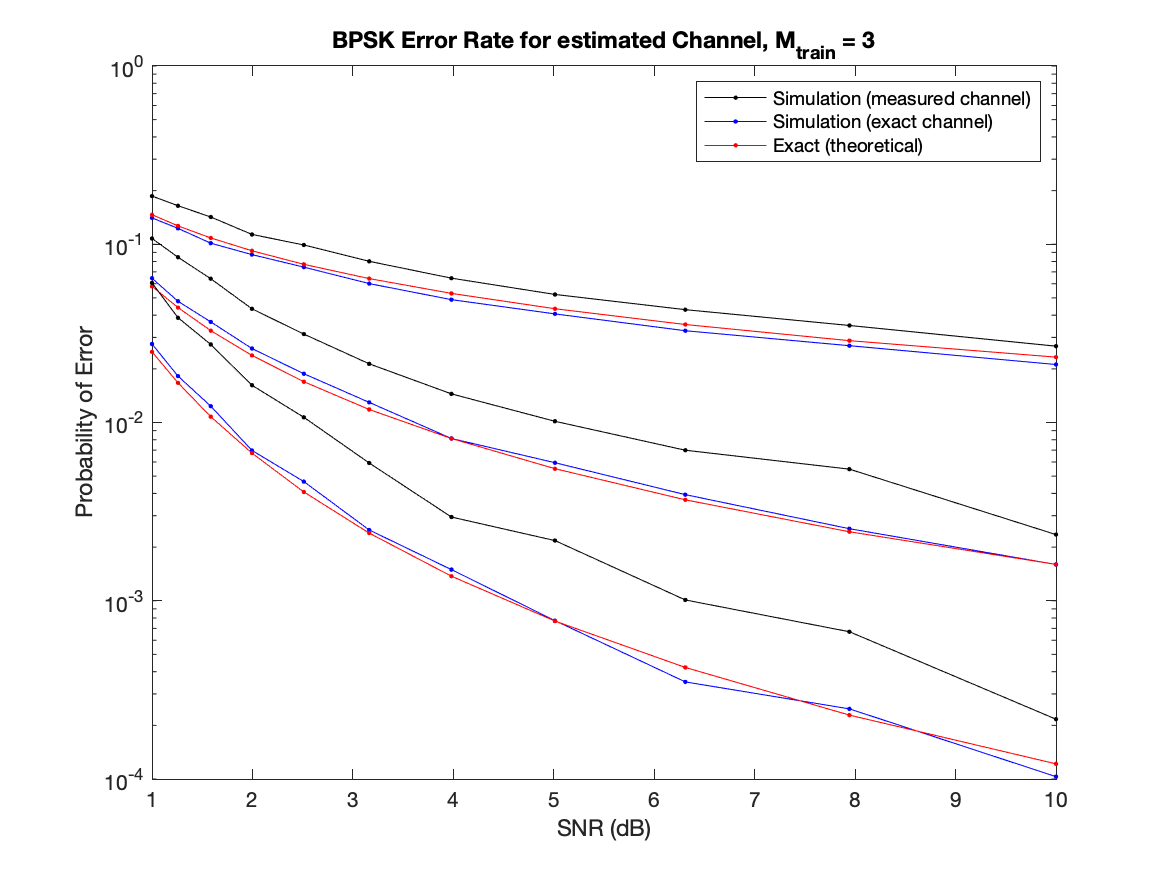 BPSK Error Rate for estimated Channel, M_train = 3
Simulation (measured channel)
Simulation (exact channel)
Exact (theoretical)
Probability of Error
10^0
10^-1
10^-2
10^-3
10^-4
1 2 3 4 5 6 7 8 9 10
SNR (dB)